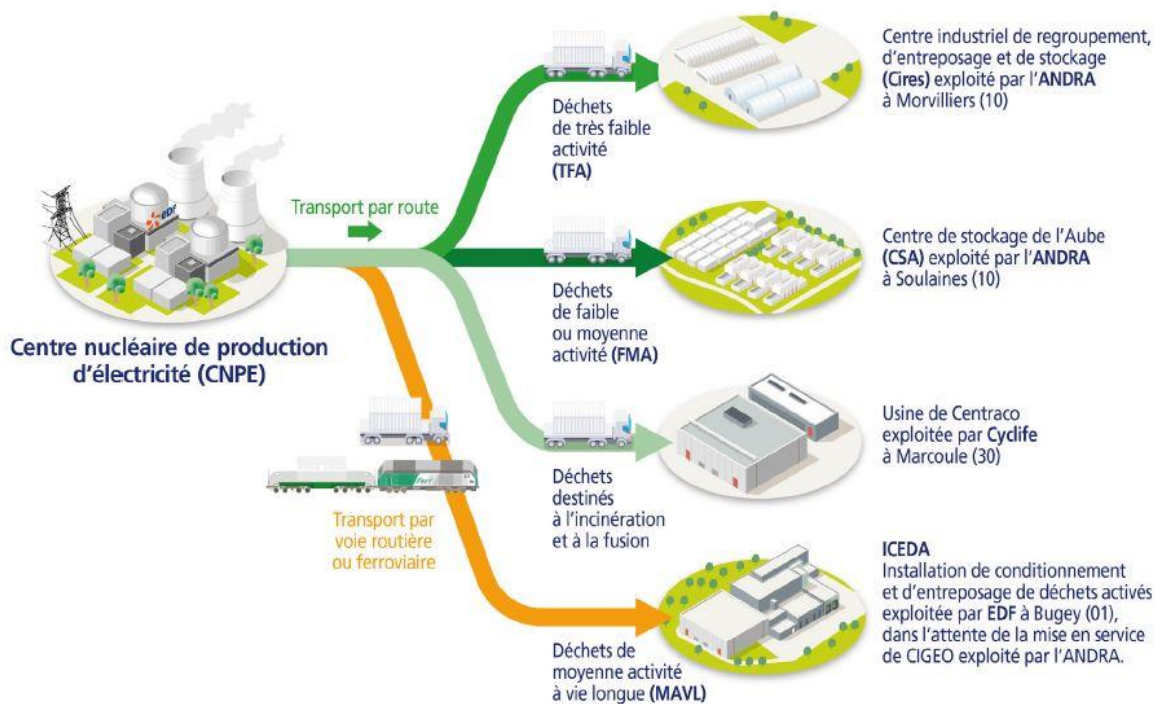 Centre industriel de regroupement,
d'entreposage et de stockage
(Cires) exploité par l'ANDRA
à Morvilliers (10)
Déchets
de très faible
activité
(TFA)
eDF
Transport par route
Centre de stockage de l'Aube
(CSA) exploité par l'ANDRA
à Soulaines (10)
Déchets
de faible
ou moyenne
activité (FMA)
Centre nucléaire de production
d'électricité (CNPE)
Usine de Centraco
exploitée par Cyclife
à Marcoule (30)
Déchets
destinés
à l'incinération
et à la fusion
Transport par
voie routière
ou ferroviaire
ICEDA
Installation de conditionnement
et d'entreposage de déchets activés
exploitée par EDF à Bugey (01),
dans l'attente de la mise en service
de CIGEO exploité par l'ANDRA.
Déchets de
moyenne activité
à vie longue (MAVL)